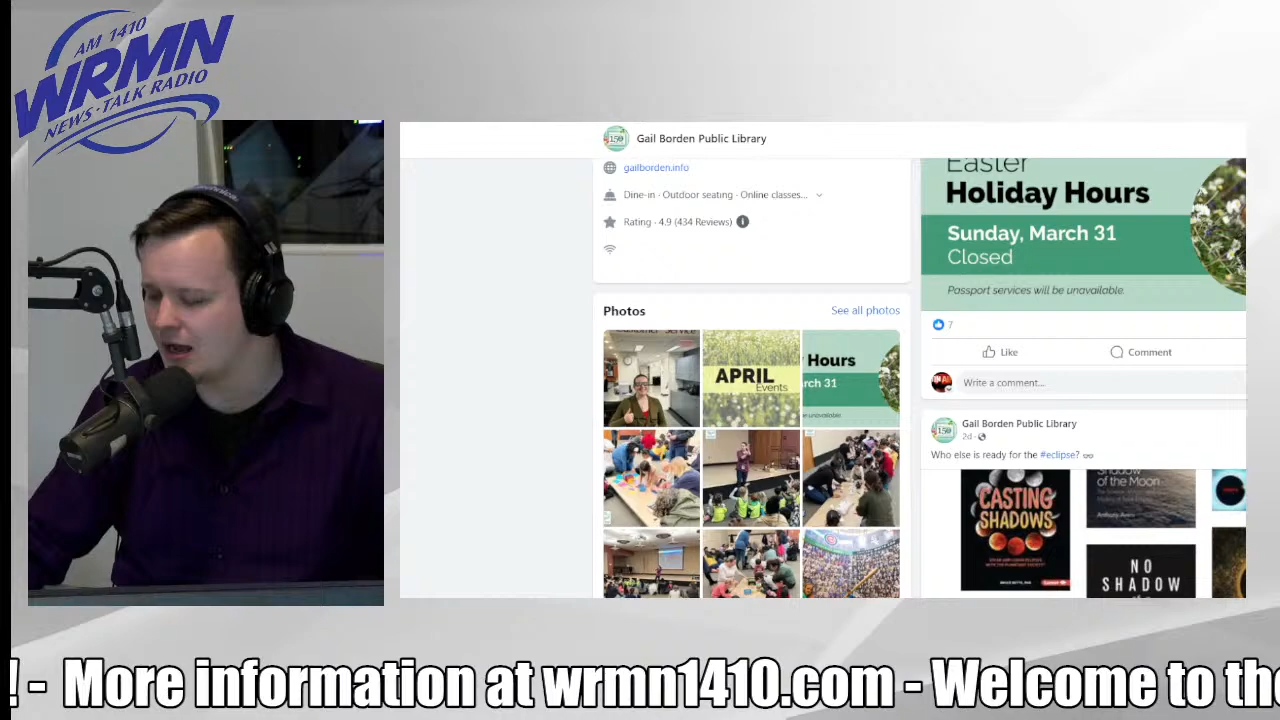 AM 1410
WRMN
NEWS·TALK RADIO
Gail Borden Public Library
gailborden.info
Dine-in · Outdoor seating · Online classes...
Rating · 4.9 (434 Reviews)
Photos
See all photos
Customer Service
APRIL
Events
Hours
rch 31
Easter
Holiday Hours
Sunday, March 31
Closed
Passport services will be unavailable.
7
Like
Comment
Write a comment...
Gail Borden Public Library
2d ·
Who else is ready for the #eclipse?
CASTING
SHADOWS
Shadow
of the Moon
NO
SHADOW
! - More information at wrmn1410.com - Welcome to the